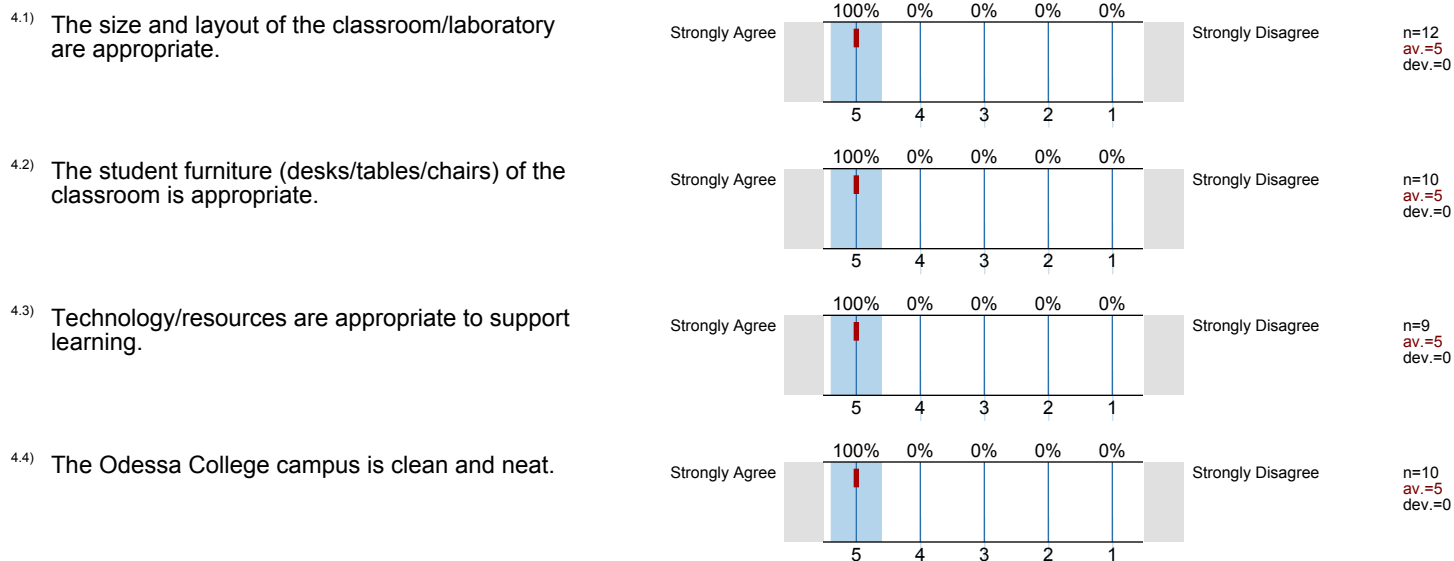 4.1) The size and layout of the classroom/laboratory
are appropriate.
100% 0% 0% 0% 0%
Strongly Agree
Strongly Disagree
n=12
av.=5
dev.=0
5 4 3 2 1
4.2) The student furniture (desks/tables/chairs) of the
classroom is appropriate.
100% 0% 0% 0% 0%
Strongly Agree
Strongly Disagree
n=10
av.=5
dev.=0
5 4 3 2 1
4.3) Technology/resources are appropriate to support
learning.
100% 0% 0% 0% 0%
Strongly Agree
Strongly Disagree
n=9
av.=5
dev.=0
5 4 3 2 1
4.4) The Odessa College campus is clean and neat.
100% 0% 0% 0% 0%
Strongly Agree
Strongly Disagree
n=10
av.=5
dev.=0
5 4 3 2 1